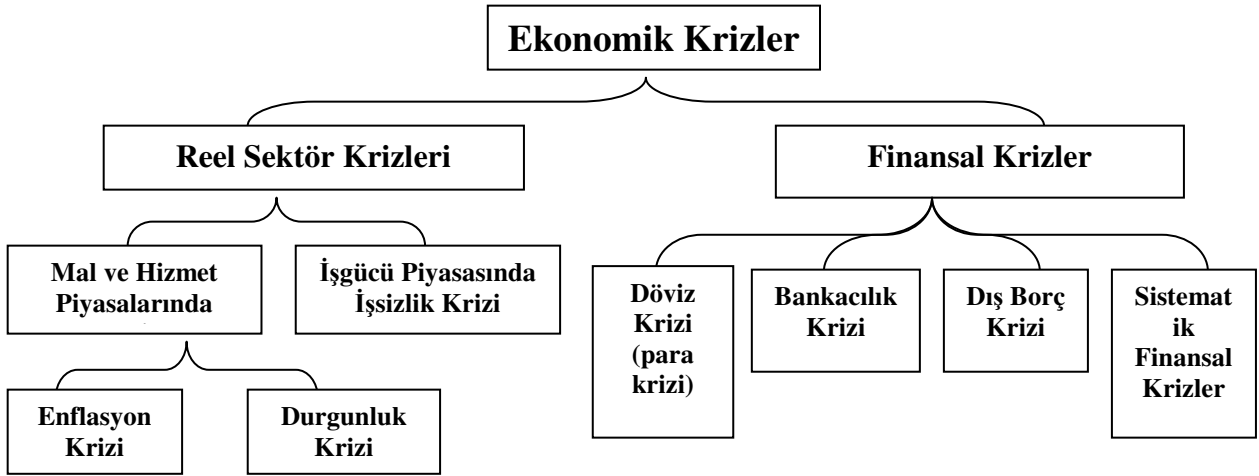 Ekonomik Krizler
Reel Sektör Krizleri
Finansal Krizler
Mal ve Hizmet
Piyasalarında
İşgücü Piyasasında
İşsizlik Krizi
Döviz
Krizi
(para
krizi)
Bankacılık
Krizi
Dış Borç
Krizi
Sistemat
ik
Finansal
Krizler
Enflasyon
Krizi
Durgunluk
Krizi